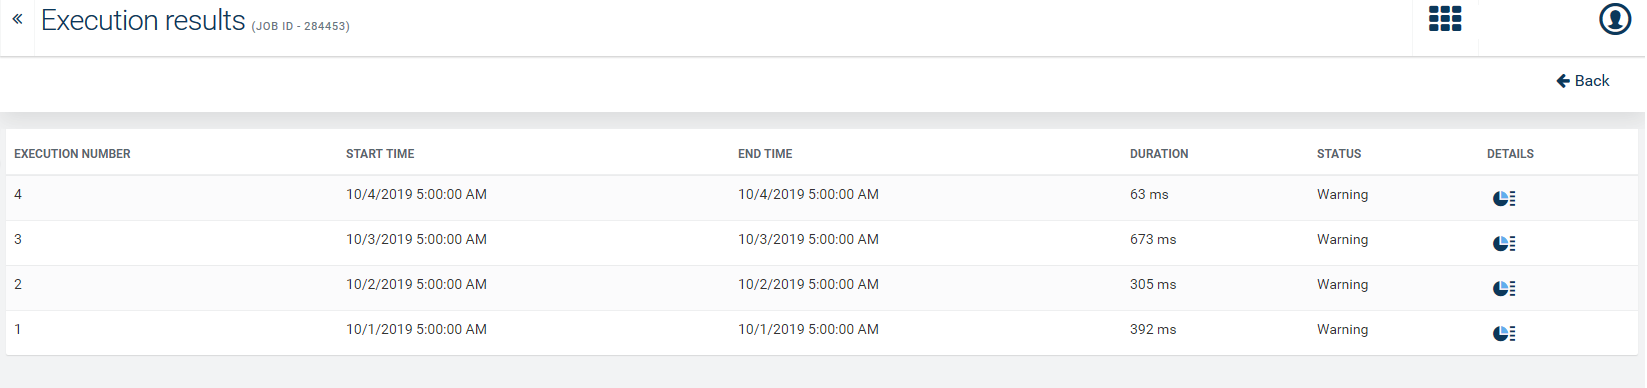 Execution results (JOB ID - 284453)
Back
EXECUTION NUMBER START TIME END TIME DURATION STATUS DETAILS
4 10/4/2019 5:00:00 AM 10/4/2019 5:00:00 AM 63 ms Warning
3 10/3/2019 5:00:00 AM 10/3/2019 5:00:00 AM 673 ms Warning
2 10/2/2019 5:00:00 AM 10/2/2019 5:00:00 AM 305 ms Warning
1 10/1/2019 5:00:00 AM 10/1/2019 5:00:00 AM 392 ms Warning